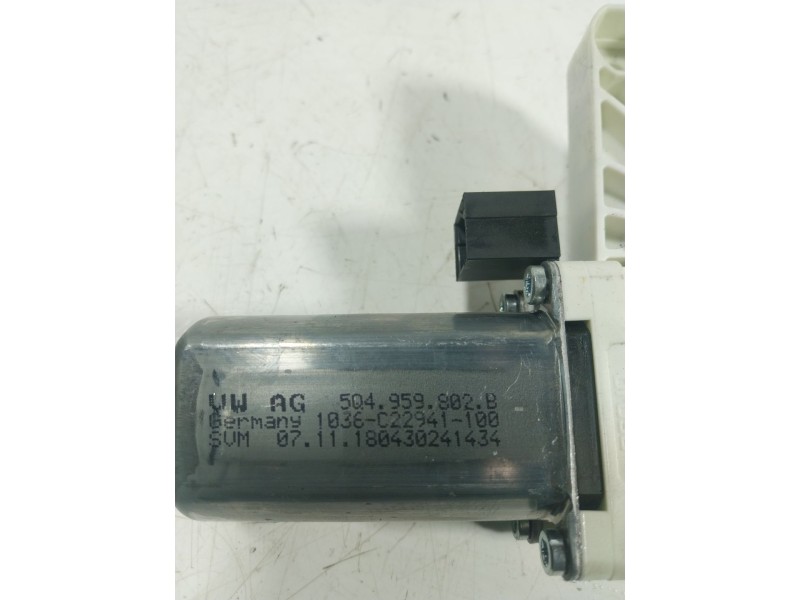 VW AG 5Q4.959.802.B
Germany 1036-C22941-100
SVM 07.11.180430241434